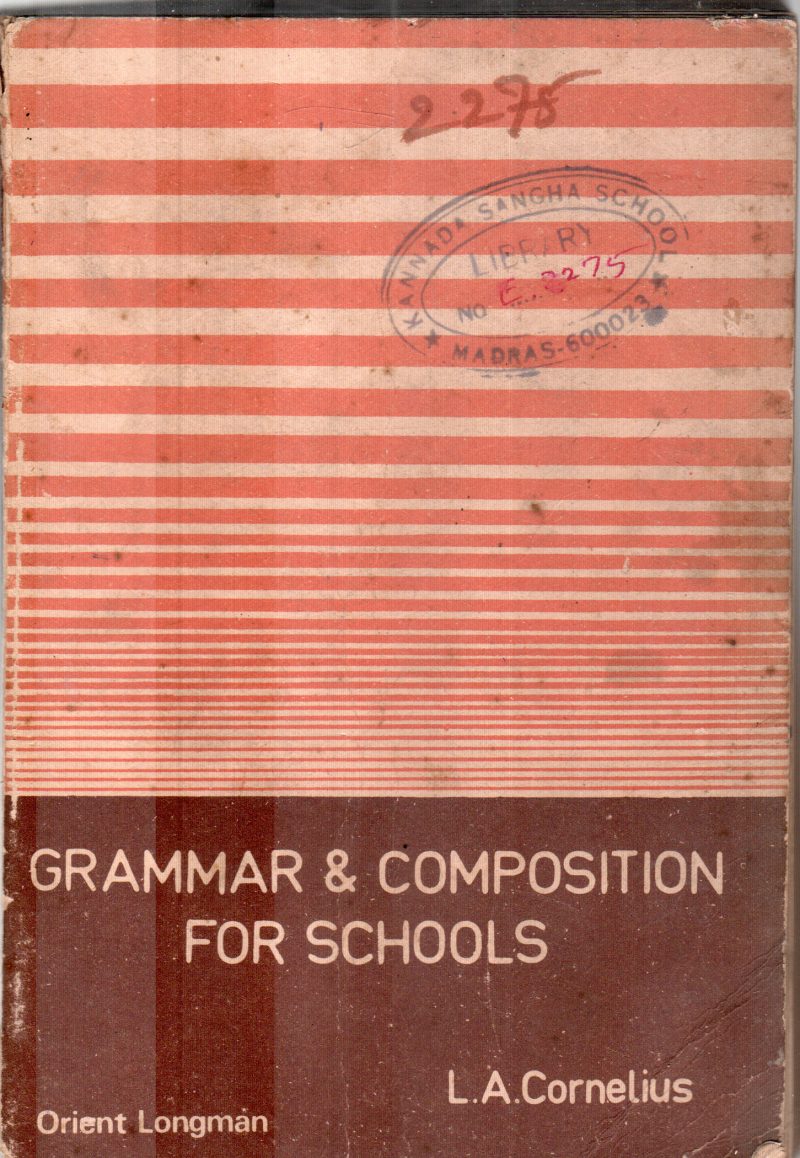 2275
★ KANNADA SANGHA SCHOOL ★
LIBRARY
No E. 2275
MADRAS-600023
GRAMMAR & COMPOSITION
FOR SCHOOLS
L.A.Cornelius
Orient Longman